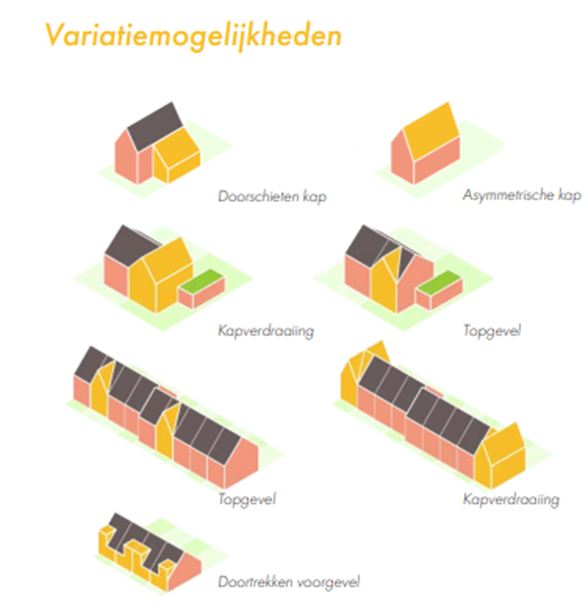 Variatiemogelijkheden
Doorschieten kap
Asymmetrische kap
Kapverdraaiing
Topgevel
Topgevel
Kapverdraaiing
Doortrekken voorgevel